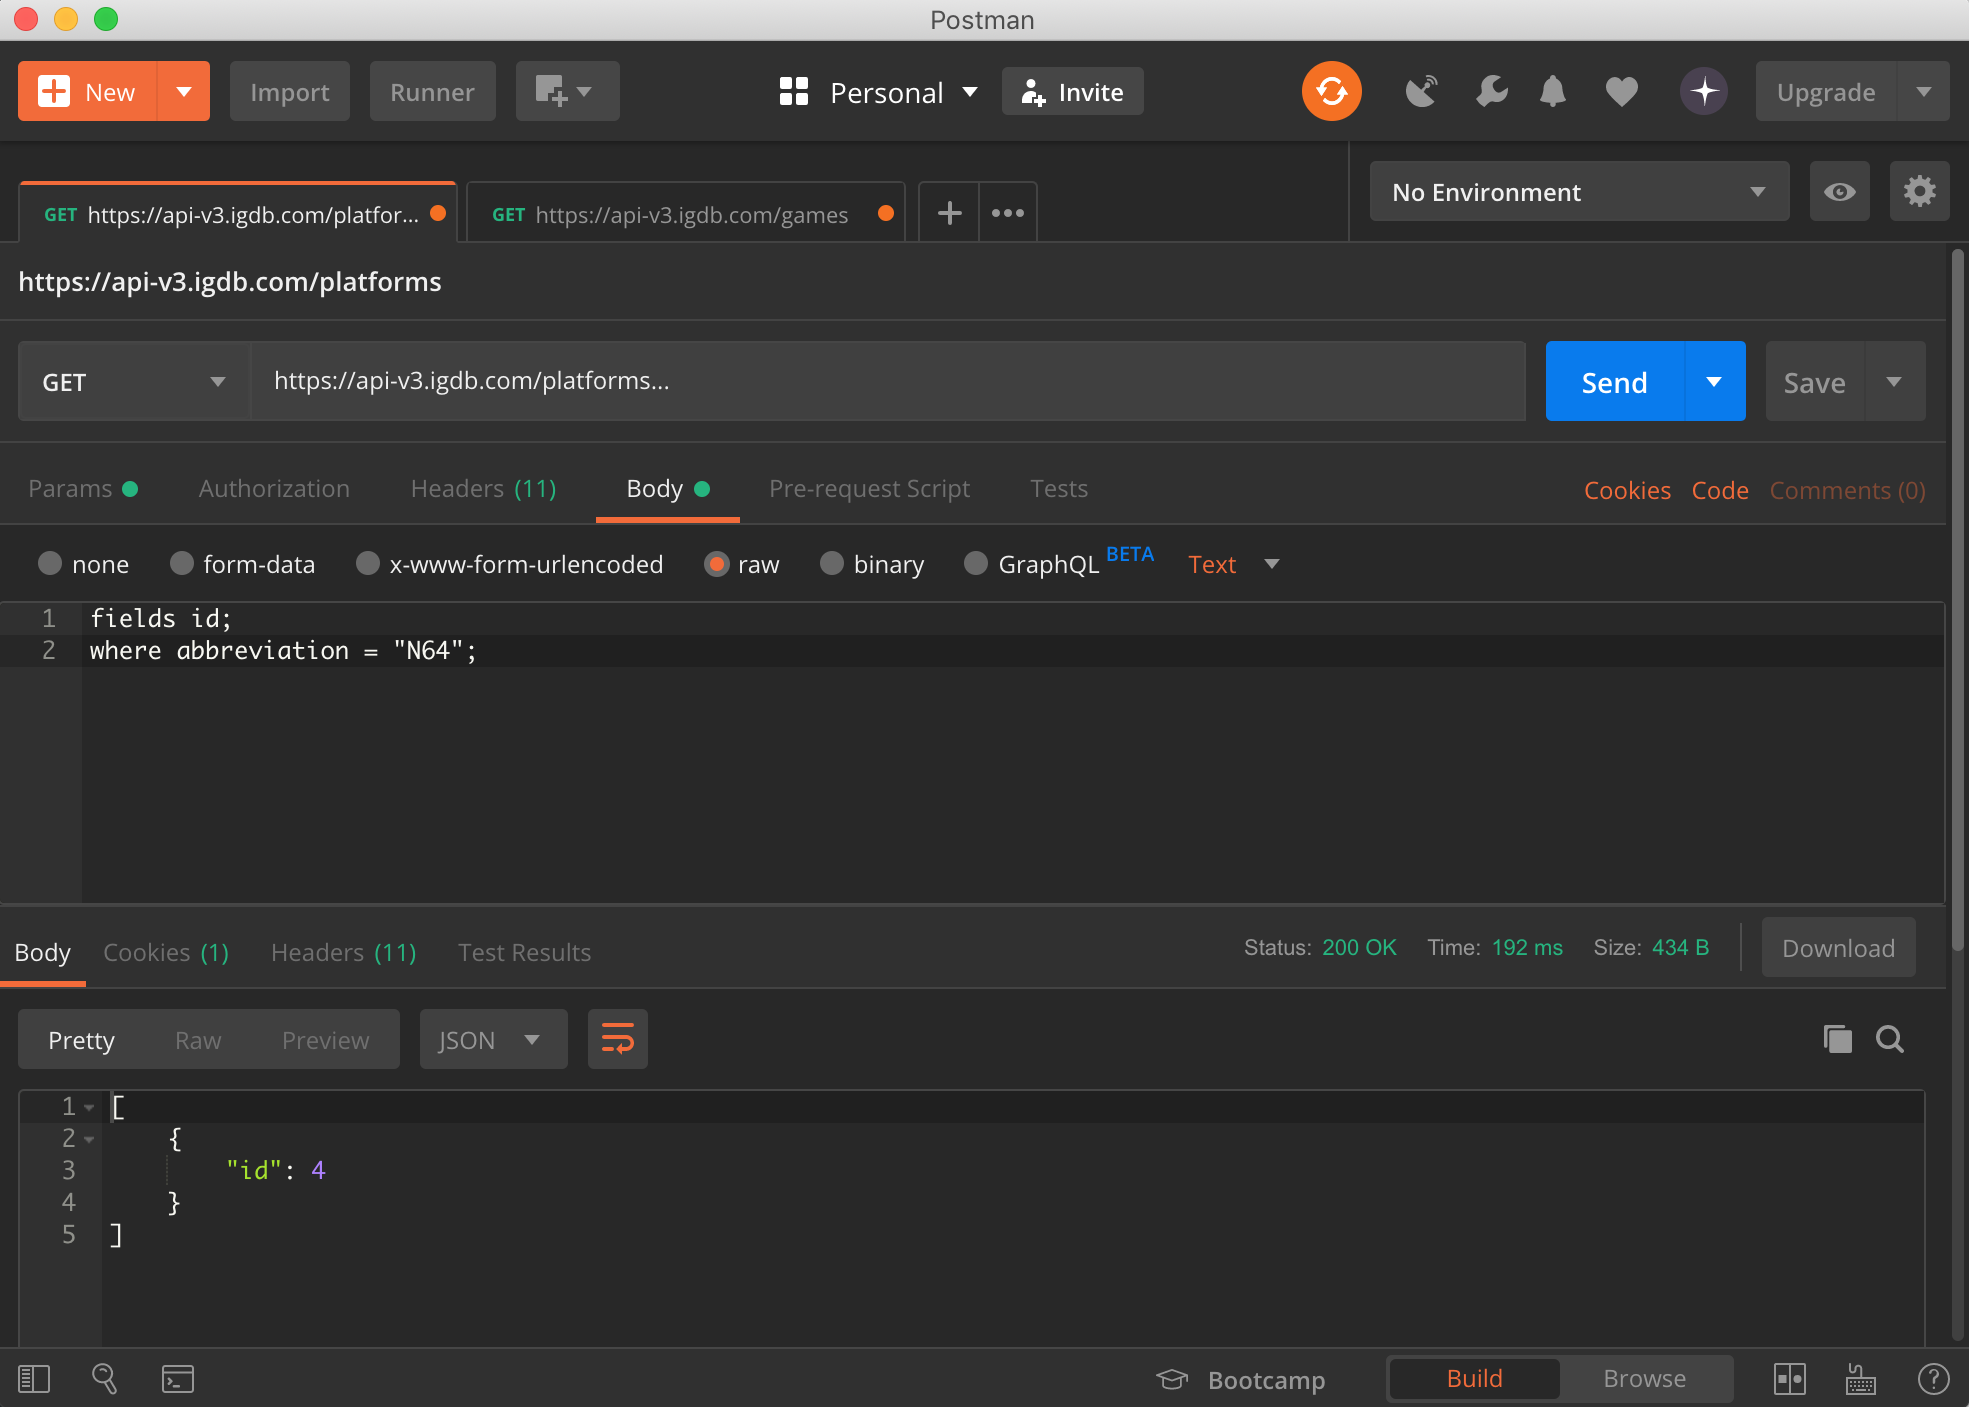 Postman
New Import Runner Personal Invite Upgrade
GET https://api-v3.igdb.com/platfor... GET https://api-v3.igdb.com/games No Environment
https://api-v3.igdb.com/platforms
GET https://api-v3.igdb.com/platforms... Send Save
Params Authorization Headers (11) Body Pre-request Script Tests Cookies Code Comments (0)
none form-data x-www-form-urlencoded raw binary GraphQL BETA Text
1 fields id;
2 where abbreviation = "N64";
Body Cookies (1) Headers (11) Test Results Status: 200 OK Time: 192 ms Size: 434 B Download
Pretty Raw Preview JSON
1 [
2 {
3 "id": 4
4 }
5 ]
Bootcamp Build Browse